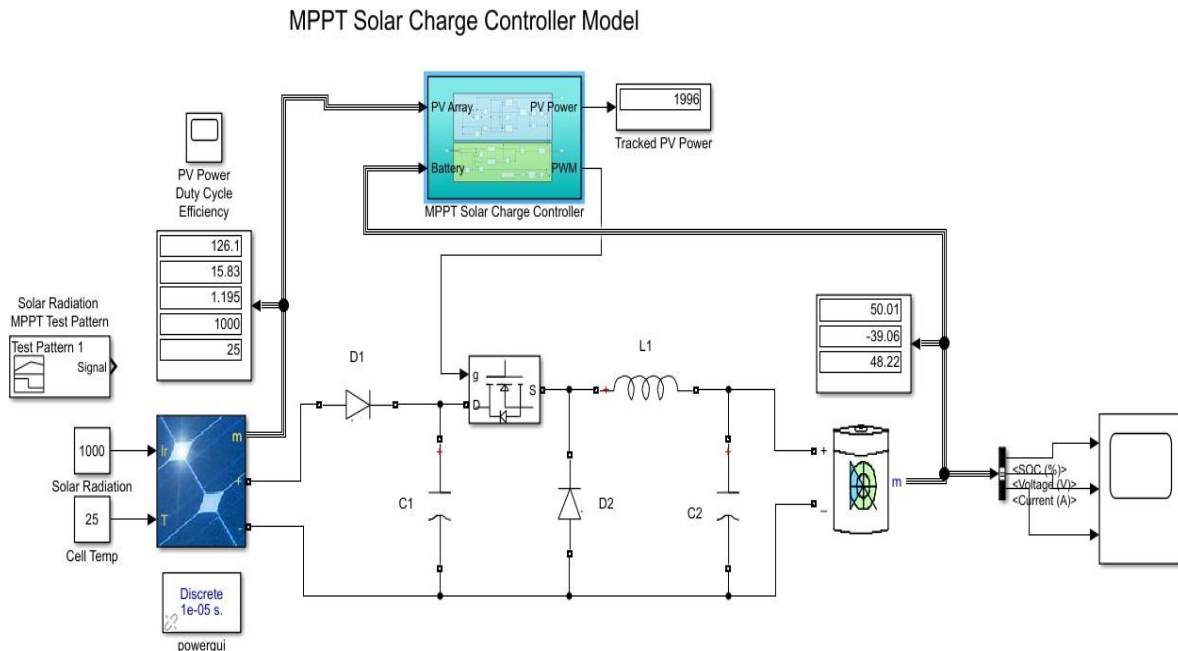 MPPT Solar Charge Controller Model
PV Array
PV Power
Battery
PWM
MPPT Solar Charge Controller
1996
Tracked PV Power
PV Power
Duty Cycle
Efficiency
126.1
15.83
1.195
1000
25
Solar Radiation
MPPT Test Pattern
Test Pattern 1
Signal
50.01
-39.06
48.22
D1
g
D
S
L1
C1
D2
C2
1000
Solar Radiation
25
Cell Temp
Ir
T
m
+
-
+
m
_
<SOC (%)>
<Voltage (V)>
<Current (A)>
Discrete
1e-05 s.
powergui